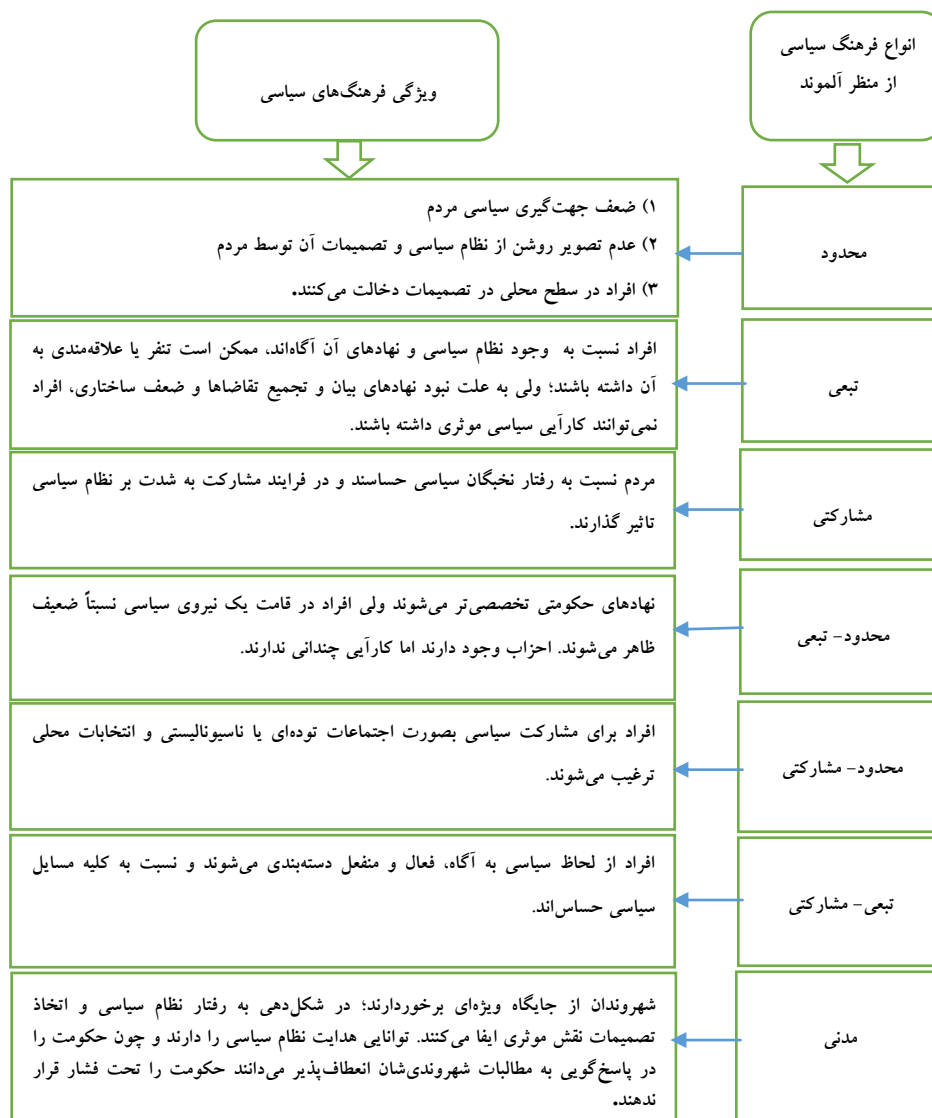 انواع فرهنگ سیاسی
از منظر آلموند
ویژگی فرهنگ‌های سیاسی
محدود
۱) ضعف جهت‌گیری سیاسی مردم
۲) عدم تصویر روشن از نظام سیاسی و تصمیمات آن توسط مردم
۳) افراد در سطح محلی در تصمیمات دخالت می‌کنند.
تبعی
افراد نسبت به وجود نظام سیاسی و نهادهای آن آگاه‌اند، ممکن است تنفر یا علاقه‌مندی به
آن داشته باشند؛ ولی به علت نبود نهادهای بیان و تجمیع تقاضاها و ضعف ساختاری، افراد
نمی‌توانند کارآیی سیاسی موثری داشته باشند.
مشارکتی
مردم نسبت به رفتار نخبگان سیاسی حساسند و در فرایند مشارکت به شدت بر نظام سیاسی
تاثیر گذارند.
محدود- تبعی
نهادهای حکومتی تخصصی‌تر می‌شوند ولی افراد در قامت یک نیروی سیاسی نسبتاً ضعیف
ظاهر می‌شوند. احزاب وجود دارند اما کارآیی چندانی ندارند.
محدود- مشارکتی
افراد برای مشارکت سیاسی بصورت اجتماعات توده‌ای یا ناسیونالیستی و انتخابات محلی
ترغیب می‌شوند.
تبعی- مشارکتی
افراد از لحاظ سیاسی به آگاه، فعال و منفعل دسته‌بندی می‌شوند و نسبت به کلیه مسایل
سیاسی حساس‌اند.
مدنی
شهروندان از جایگاه ویژه‌ای برخوردارند؛ در شکل‌دهی به رفتار نظام سیاسی و اتخاذ
تصمیمات نقش موثری ایفا می‌کنند. توانایی هدایت نظام سیاسی را دارند و چون حکومت را
در پاسخ‌گویی به مطالبات شهروندی‌شان انعطاف‌پذیر می‌دانند حکومت را تحت فشار قرار
ندهند.